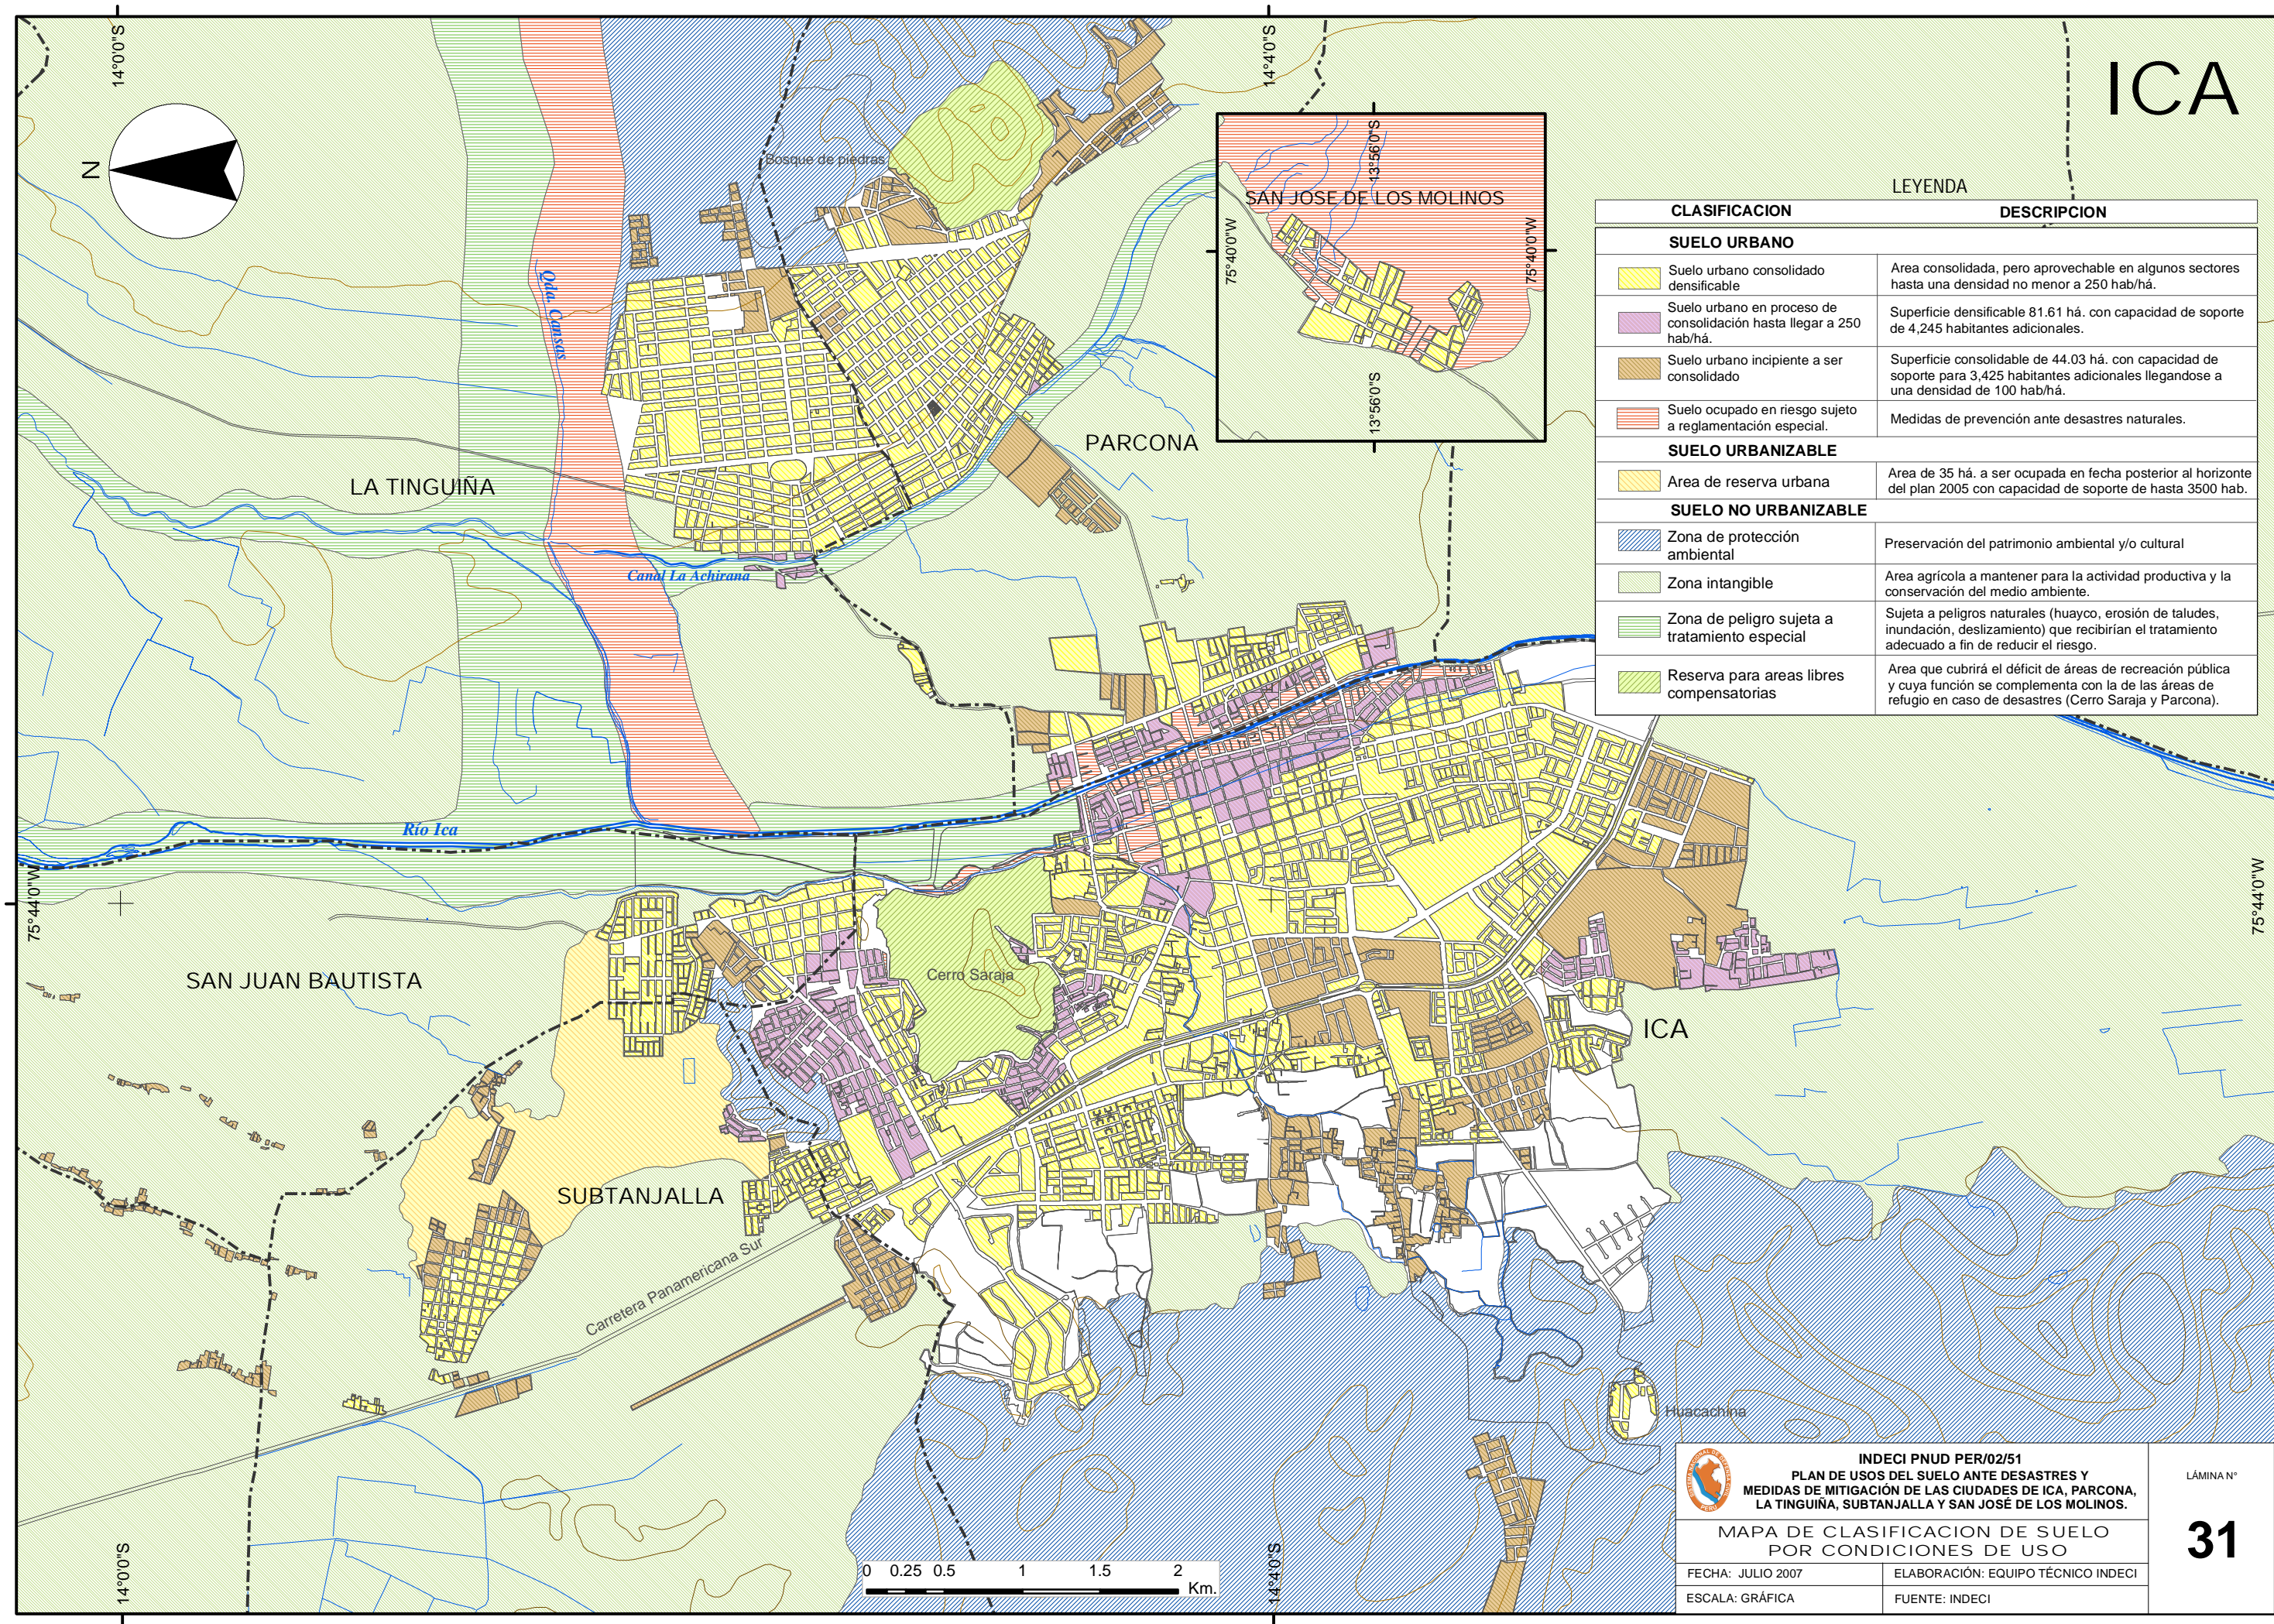 ICA
14°0'0"S
14°4'0"S
N
Bosque de piedras
Qda. Cansas
SAN JOSE DE LOS MOLINOS
13°56'0"S
75°40'0"W
75°40'0"W
13°56'0"S
PARCONA
LA TINGUIÑA
Canal La Achirana
Río Ica
75°44'0"W
75°44'0"W
SAN JUAN BAUTISTA
Cerro Saraja
ICA
SUBTANJALLA
Carretera Panamericana Sur
Huacachina
14°0'0"S
14°4'0"S
0 0.25 0.5 1 1.5 2
Km.
LEYENDA
CLASIFICACION DESCRIPCION
SUELO URBANO
Suelo urbano consolidado
densificable
Area consolidada, pero aprovechable en algunos sectores
hasta una densidad no menor a 250 hab/há.
Suelo urbano en proceso de
consolidación hasta llegar a 250
hab/há.
Superficie densificable 81.61 há. con capacidad de soporte
de 4,245 habitantes adicionales.
Suelo urbano incipiente a ser
consolidado
Superficie consolidable de 44.03 há. con capacidad de
soporte para 3,425 habitantes adicionales llegandose a
una densidad de 100 hab/há.
Suelo ocupado en riesgo sujeto
a reglamentación especial.
Medidas de prevención ante desastres naturales.
SUELO URBANIZABLE
Area de reserva urbana
Area de 35 há. a ser ocupada en fecha posterior al horizonte
del plan 2005 con capacidad de soporte de hasta 3500 hab.
SUELO NO URBANIZABLE
Zona de protección
ambiental
Preservación del patrimonio ambiental y/o cultural
Zona intangible
Area agrícola a mantener para la actividad productiva y la
conservación del medio ambiente.
Zona de peligro sujeta a
tratamiento especial
Sujeta a peligros naturales (huayco, erosión de taludes,
inundación, deslizamiento) que recibirían el tratamiento
adecuado a fin de reducir el riesgo.
Reserva para areas libres
compensatorias
Area que cubrirá el déficit de áreas de recreación pública
y cuya función se complementa con la de las áreas de
refugio en caso de desastres (Cerro Saraja y Parcona).
INDECI PNUD PER/02/51
PLAN DE USOS DEL SUELO ANTE DESASTRES Y
MEDIDAS DE MITIGACIÓN DE LAS CIUDADES DE ICA, PARCONA,
LA TINGUIÑA, SUBTANJALLA Y SAN JOSÉ DE LOS MOLINOS.
MAPA DE CLASIFICACION DE SUELO
POR CONDICIONES DE USO
FECHA: JULIO 2007
ELABORACIÓN: EQUIPO TÉCNICO INDECI
ESCALA: GRÁFICA
FUENTE: INDECI
LÁMINA N°
31